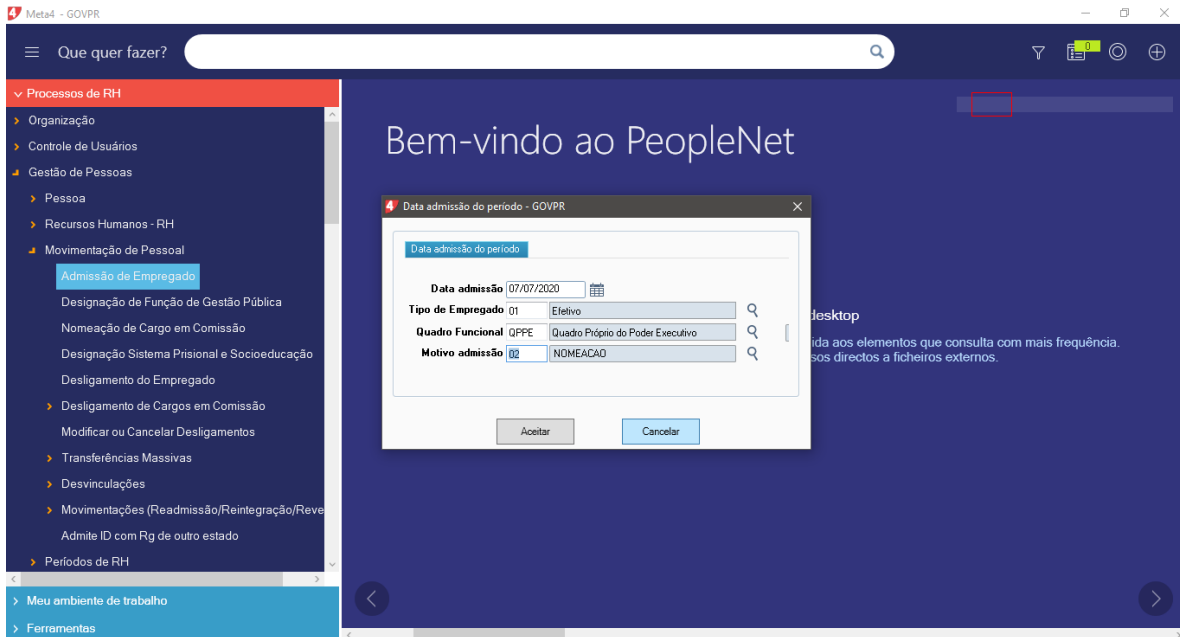 Meta4 - GOVPR
Que quer fazer?
0
Processos de RH
Organização
Controle de Usuários
Gestão de Pessoas
Pessoa
Recursos Humanos - RH
Movimentação de Pessoal
Admissão de Empregado
Designação de Função de Gestão Pública
Nomeação de Cargo em Comissão
Designação Sistema Prisional e Socioeducação
Desligamento do Empregado
Desligamento de Cargos em Comissão
Modificar ou Cancelar Desligamentos
Transferências Massivas
Desvinculações
Movimentações (Readmissão/Reintegração/Reve
Admite ID com Rg de outro estado
Períodos de RH
Meu ambiente de trabalho
Ferramentas
Bem-vindo ao PeopleNet
Data admissão do período - GOVPR
Data admissão do período
Data admissão 07/07/2020
Tipo de Empregado 01 Efetivo
Quadro Funcional QPPE Quadro Próprio do Poder Executivo
Motivo admissão 02 NOMEACAO
Aceitar Cancelar
desktop
ida aos elementos que consulta com mais frequência.
sos directos a ficheiros externos.